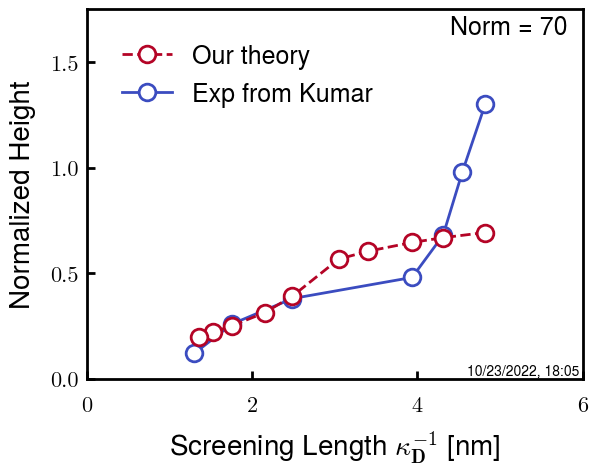 Norm = 70
Our theory
Exp from Kumar
Normalized Height
1.5
1.0
0.5
0.0
10/23/2022, 18:05
0 2 4 6
Screening Length κ_D^{-1} [nm]